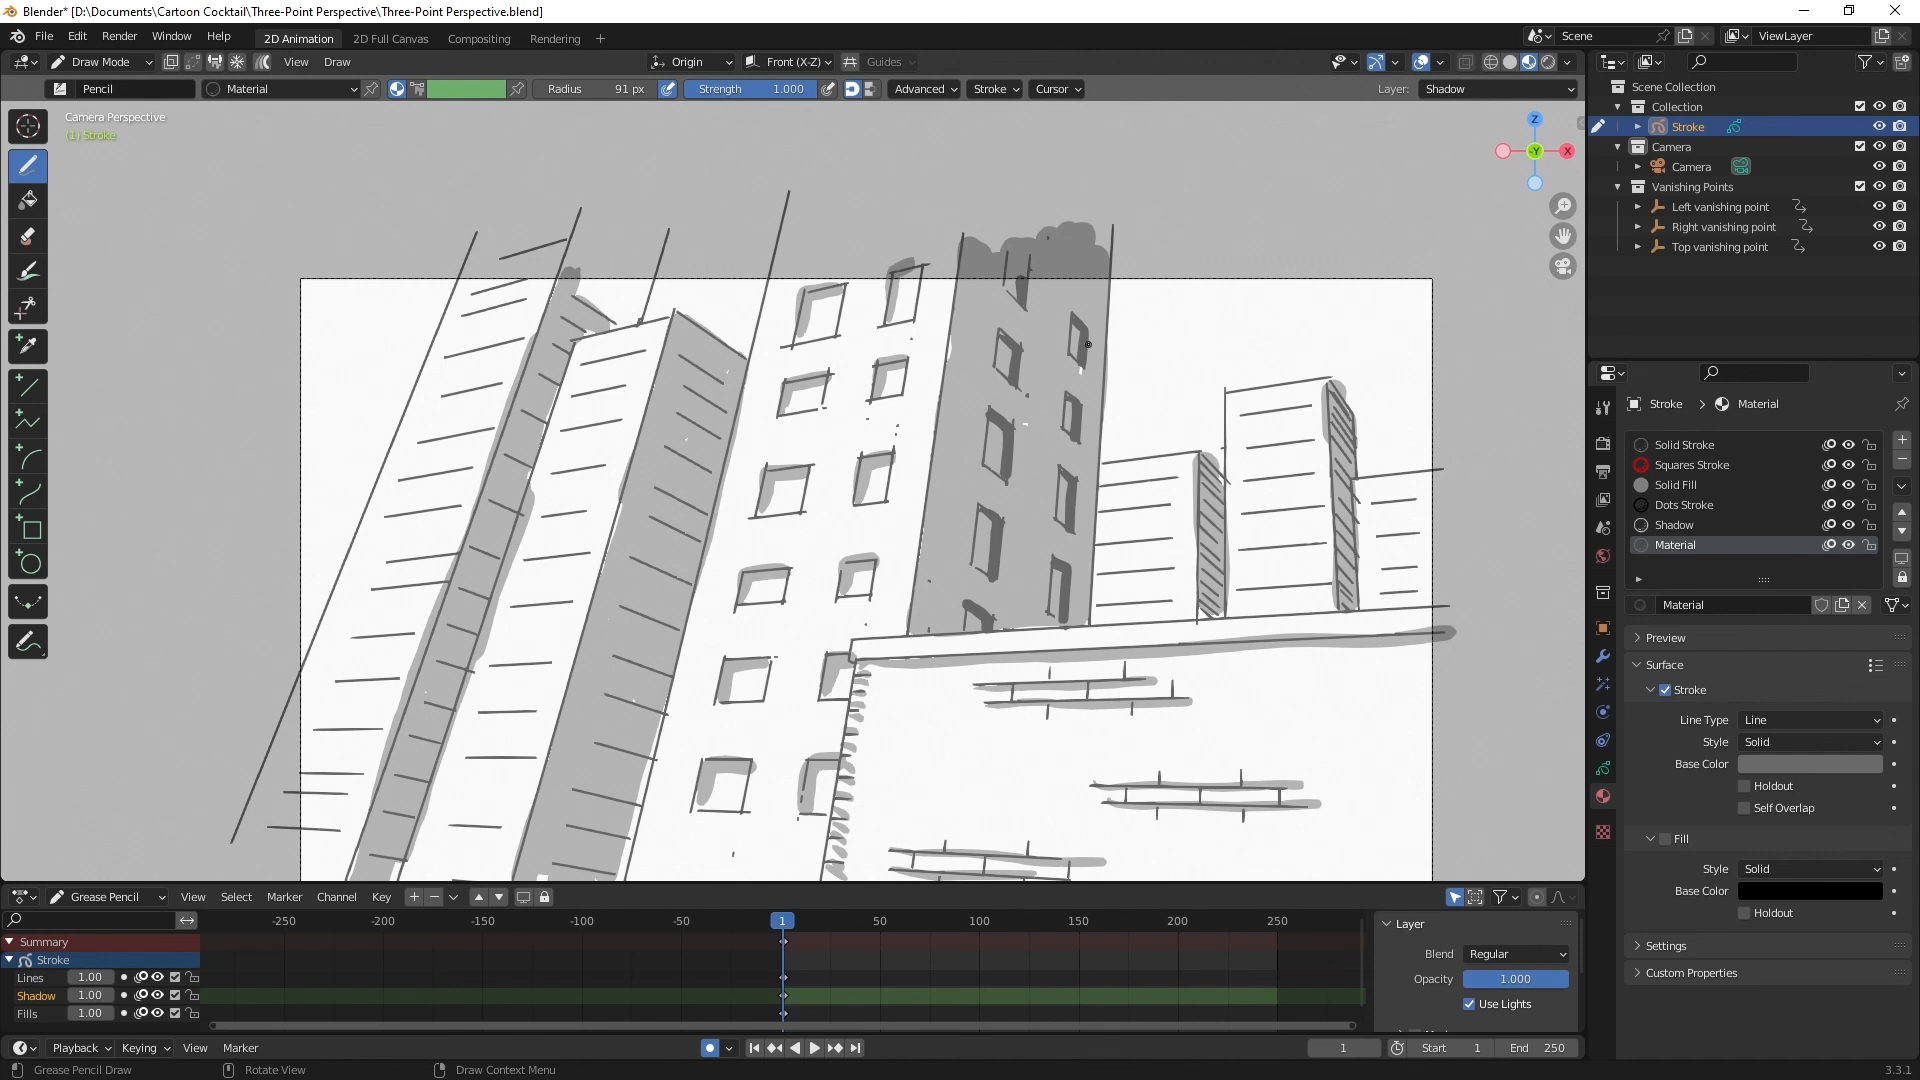 Blender* [D:\Documents\Cartoon Cocktail\Three-Point Perspective\Three-Point Perspective.blend]
File Edit Render Window Help 2D Animation 2D Full Canvas Compositing Rendering + Scene ViewLayer
Draw Mode View Draw Origin Front (X-Z) Guides
Pencil Material Radius 91 px Strength 1.000 Advanced Stroke Cursor Layer: Shadow
Camera Perspective
(1) Stroke
Z
-Y
X
Scene Collection
Collection
Stroke
Camera
Camera
Vanishing Points
Left vanishing point
Right vanishing point
Top vanishing point
Stroke > Material
Solid Stroke
Squares Stroke
Solid Fill
Dots Stroke
Shadow
Material
Material
Preview
Surface
Stroke
Line Type Line
Style Solid
Base Color
Holdout
Self Overlap
Fill
Style Solid
Base Color
Holdout
Settings
Custom Properties
Grease Pencil View Select Marker Channel Key
-250 -200 -150 -100 -50 1 50 100 150 200 250
Summary
Stroke
Lines 1.00
Shadow 1.00
Fills 1.00
Layer
Blend Regular
Opacity 1.000
Use Lights
Playback Keying View Marker 1 Start 1 End 250
Grease Pencil Draw Rotate View Draw Context Menu 3.3.1